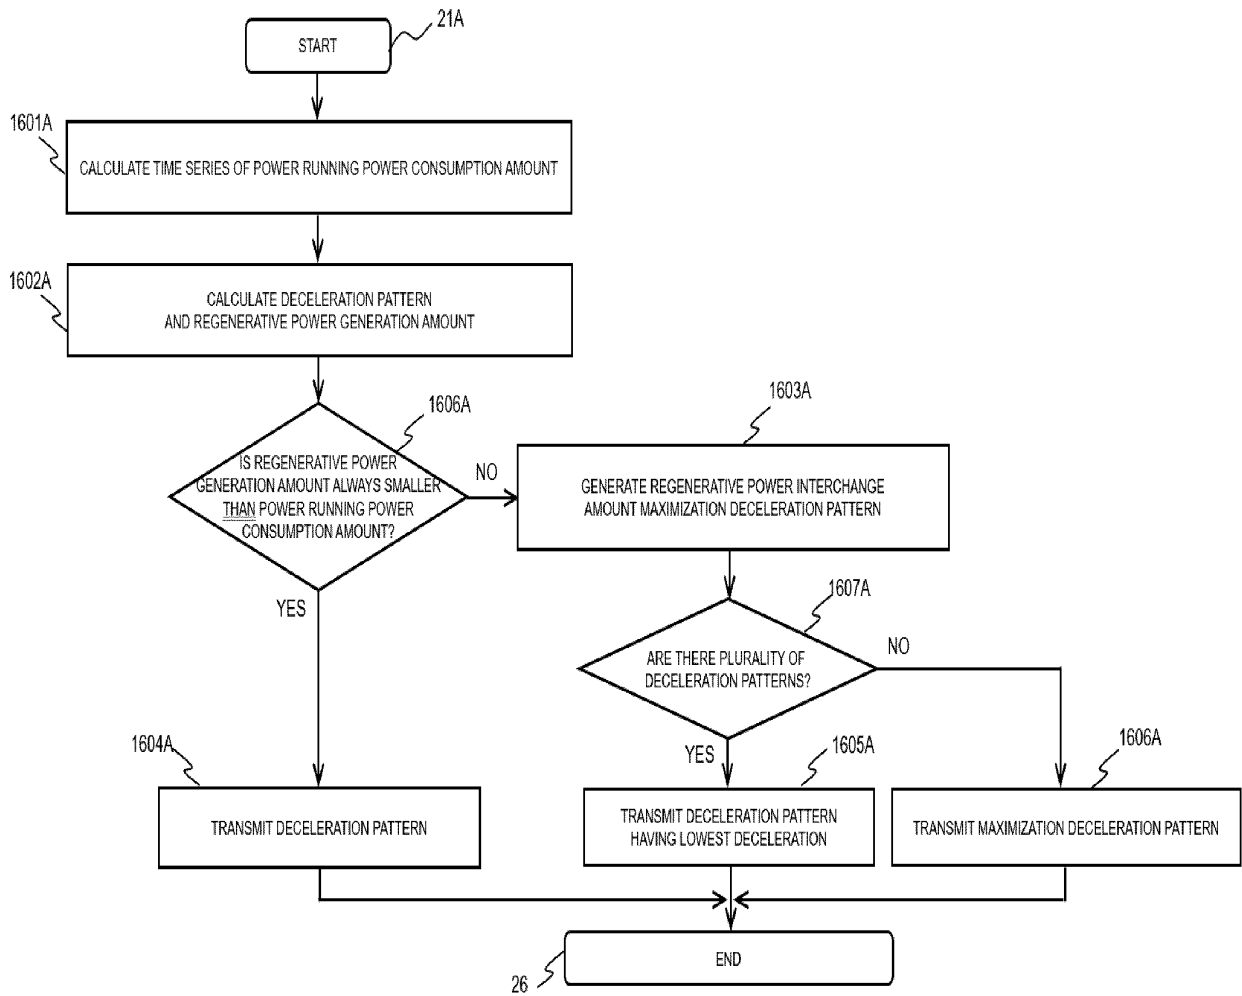 START
21A
1601A
CALCULATE TIME SERIES OF POWER RUNNING POWER CONSUMPTION AMOUNT
1602A
CALCULATE DECELERATION PATTERN
AND REGENERATIVE POWER GENERATION AMOUNT
1606A
IS REGENERATIVE POWER
GENERATION AMOUNT ALWAYS SMALLER
THAN POWER RUNNING POWER
CONSUMPTION AMOUNT?
NO
YES
1603A
GENERATE REGENERATIVE POWER INTERCHANGE
AMOUNT MAXIMIZATION DECELERATION PATTERN
1607A
ARE THERE PLURALITY OF
DECELERATION PATTERNS?
NO
YES
1604A
TRANSMIT DECELERATION PATTERN
1605A
TRANSMIT DECELERATION PATTERN
HAVING LOWEST DECELERATION
1606A
TRANSMIT MAXIMIZATION DECELERATION PATTERN
END
26